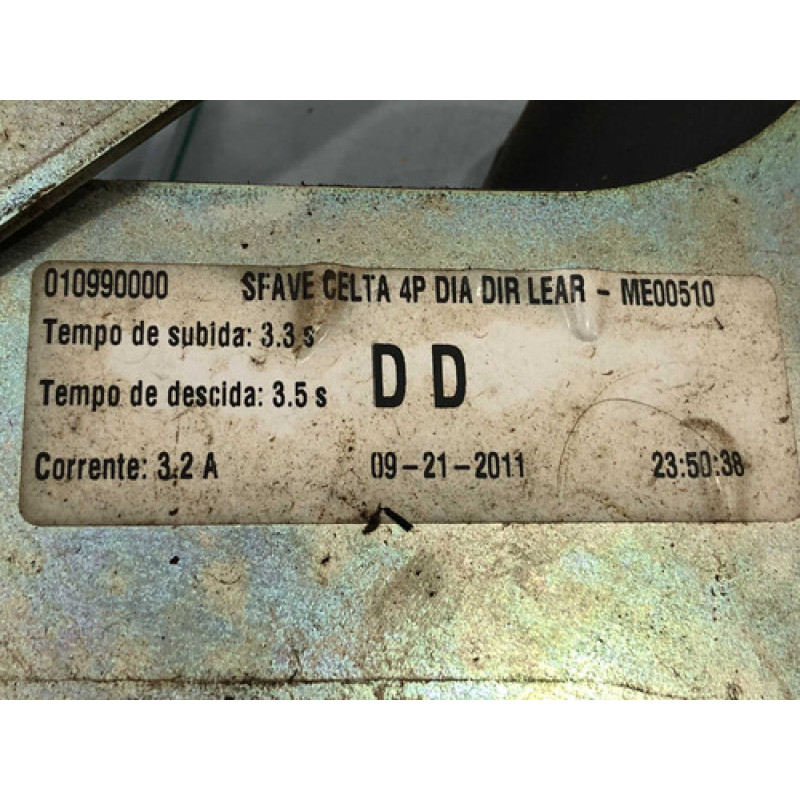 010990000 SFAVE CELTA 4P DIA DIR LEAR - ME00510
Tempo de subida: 3.3 s
Tempo de descida: 3.5 s
D D
Corrente: 3.2 A 09-21-2011 23:50:38